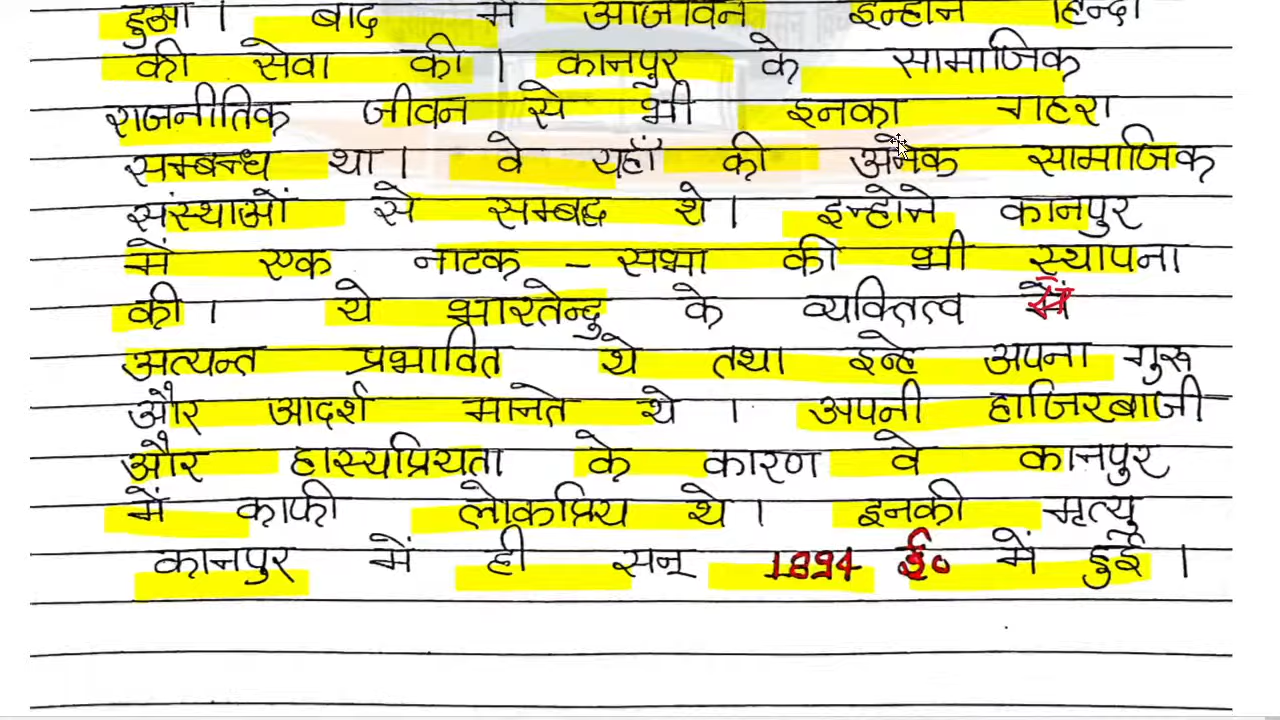 हुआ। बाद में आजीवन इन्होंने हिन्दी
की सेवा की। कानपुर के सामाजिक
राजनीतिक जीवन से भी इनका गहरा
सम्बन्ध था। वे यहाँ की अनेक सामाजिक
संस्थाओं से सम्बद्ध थे। इन्होने कानपुर
में एक नाटक - सभा की भी स्थापना
की। ये भारतेन्दु के व्यक्तित्व
अत्यन्त प्रभावित थे तथा इन्हे अपना गुरू
और आदर्श मानते थे। अपनी हाजिरबाजी
और हास्यप्रियता के कारण वे कानपुर
में काफी लोकप्रिय थे। इनकी मृत्यु
कानपुर में ही सन् 1894 ई० में हुई।